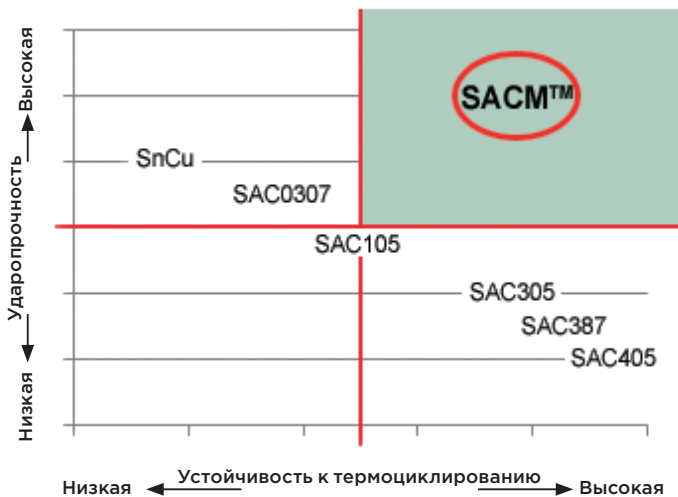 Высокая
Ударопрочность
Низкая
SACM™
SnCu
SAC0307
SAC105
SAC305
SAC387
SAC405
Низкая Устойчивость к термоциклированию Высокая